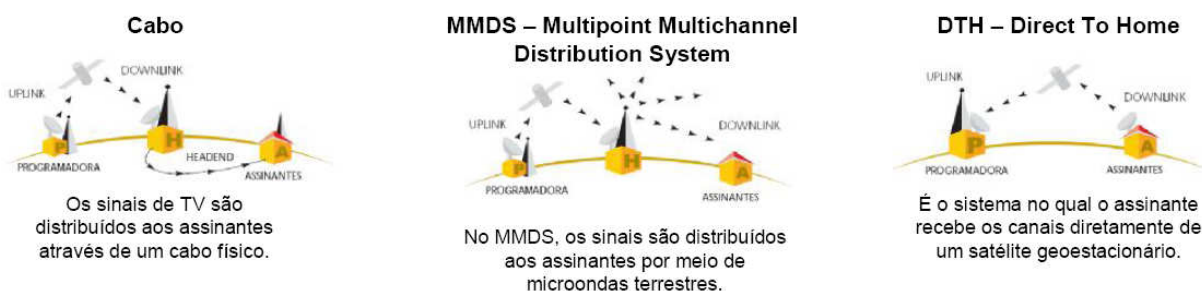 Cabo
DOWNLINK
UPLINK
P
H
A
HEADEND
PROGRAMADORA
ASSINANTES
Os sinais de TV são
distribuídos aos assinantes
através de um cabo físico.
MMDS – Multipoint Multichannel
Distribution System
UPLINK
DOWNLINK
P
H
A
PROGRAMADORA
ASSINANTES
No MMDS, os sinais são distribuídos
aos assinantes por meio de
microondas terrestres.
DTH – Direct To Home
UPLINK
DOWNLINK
P
A
PROGRAMADORA
ASSINANTES
É o sistema no qual o assinante
recebe os canais diretamente de
um satélite geoestacionário.